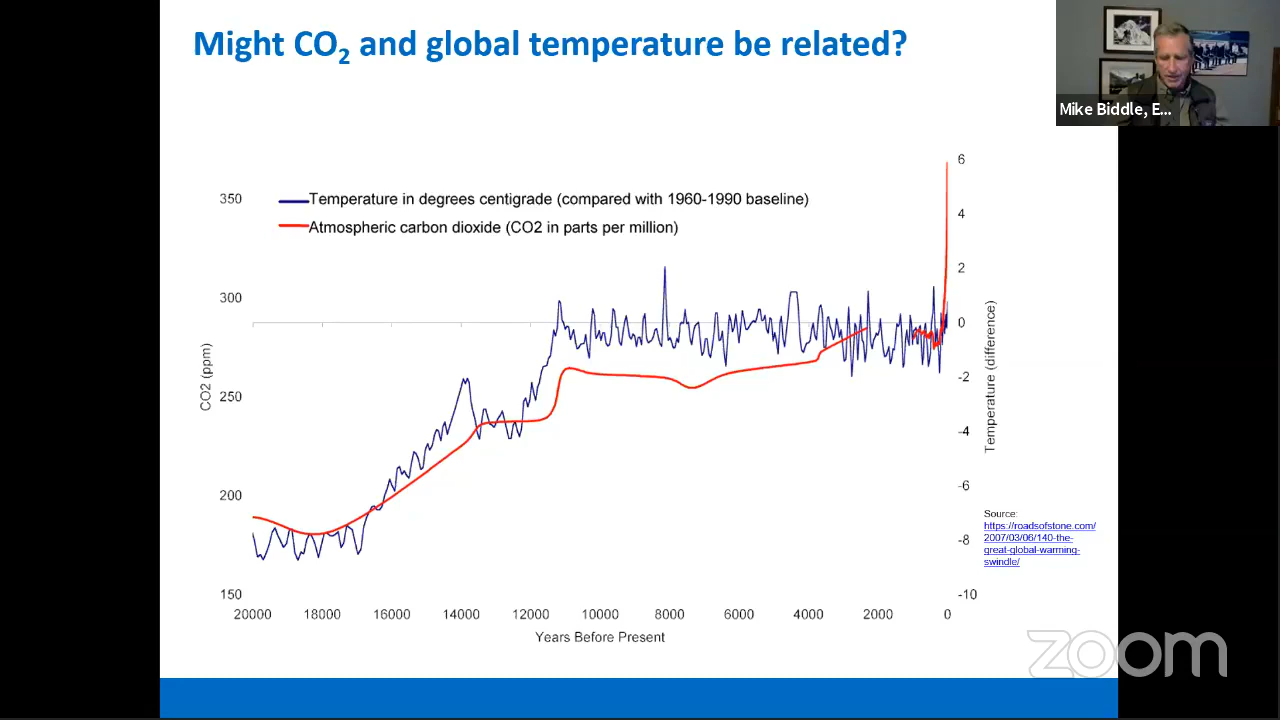 Might CO2 and global temperature be related?
Mike Biddle, E...
Temperature in degrees centigrade (compared with 1960-1990 baseline)
Atmospheric carbon dioxide (CO2 in parts per million)
350
300
250
200
150
CO2 (ppm)
6
4
2
0
-2
-4
-6
-8
-10
Temperature (difference)
20000 18000 16000 14000 12000 10000 8000 6000 4000 2000 0
Years Before Present
Source:
https://roadsofstone.com/
2007/03/06/140-the-
great-global-warming-
swindle/
zoom